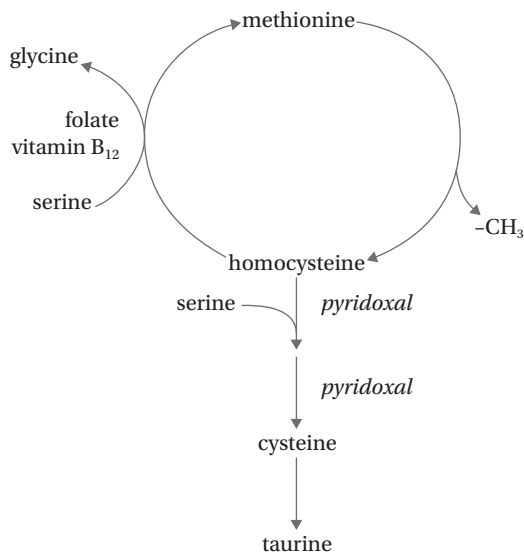 methionine
glycine
folate
vitamin B₁₂
serine
–CH₃
homocysteine
serine
pyridoxal
pyridoxal
cysteine
taurine